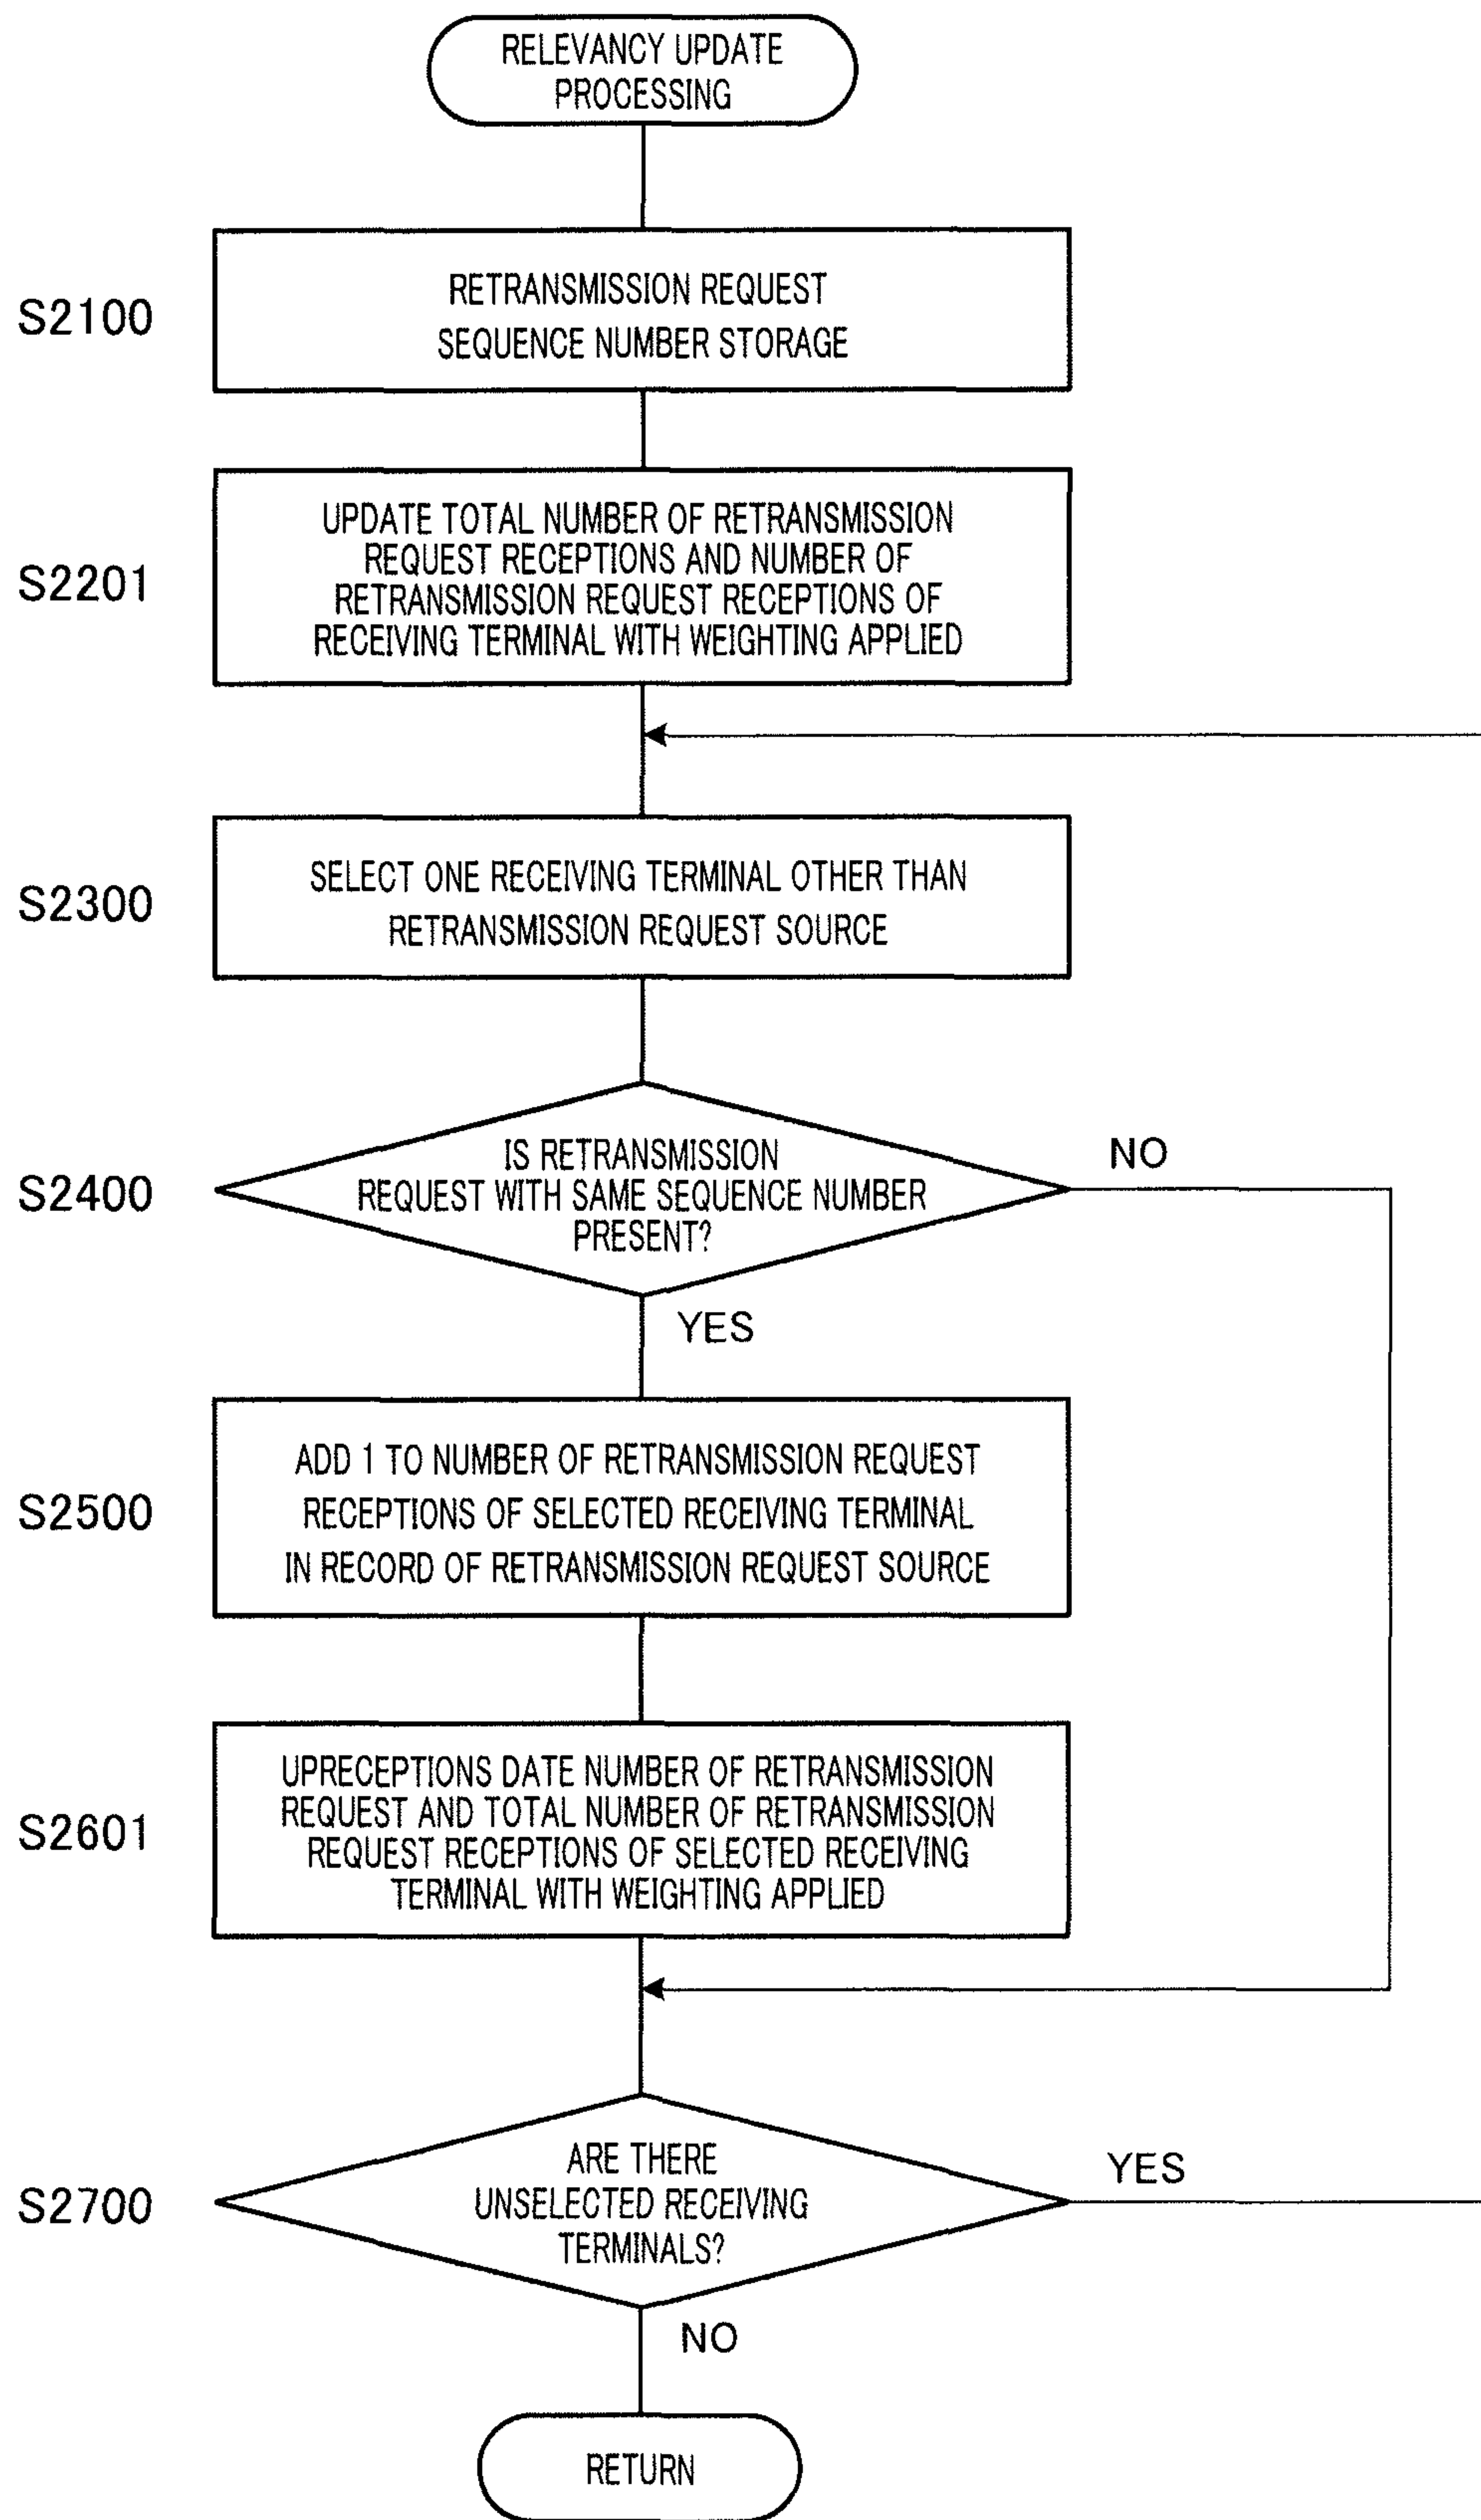 RELEVANCY UPDATE
PROCESSING
S2100
RETRANSMISSION REQUEST
SEQUENCE NUMBER STORAGE
S2201
UPDATE TOTAL NUMBER OF RETRANSMISSION
REQUEST RECEPTIONS AND NUMBER OF
RETRANSMISSION REQUEST RECEPTIONS OF
RECEIVING TERMINAL WITH WEIGHTING APPLIED
S2300
SELECT ONE RECEIVING TERMINAL OTHER THAN
RETRANSMISSION REQUEST SOURCE
S2400
IS RETRANSMISSION
REQUEST WITH SAME SEQUENCE NUMBER
PRESENT?
NO
YES
S2500
ADD 1 TO NUMBER OF RETRANSMISSION REQUEST
RECEPTIONS OF SELECTED RECEIVING TERMINAL
IN RECORD OF RETRANSMISSION REQUEST SOURCE
S2601
UPRECEPTIONS DATE NUMBER OF RETRANSMISSION
REQUEST AND TOTAL NUMBER OF RETRANSMISSION
REQUEST RECEPTIONS OF SELECTED RECEIVING
TERMINAL WITH WEIGHTING APPLIED
S2700
ARE THERE
UNSELECTED RECEIVING
TERMINALS?
YES
NO
RETURN